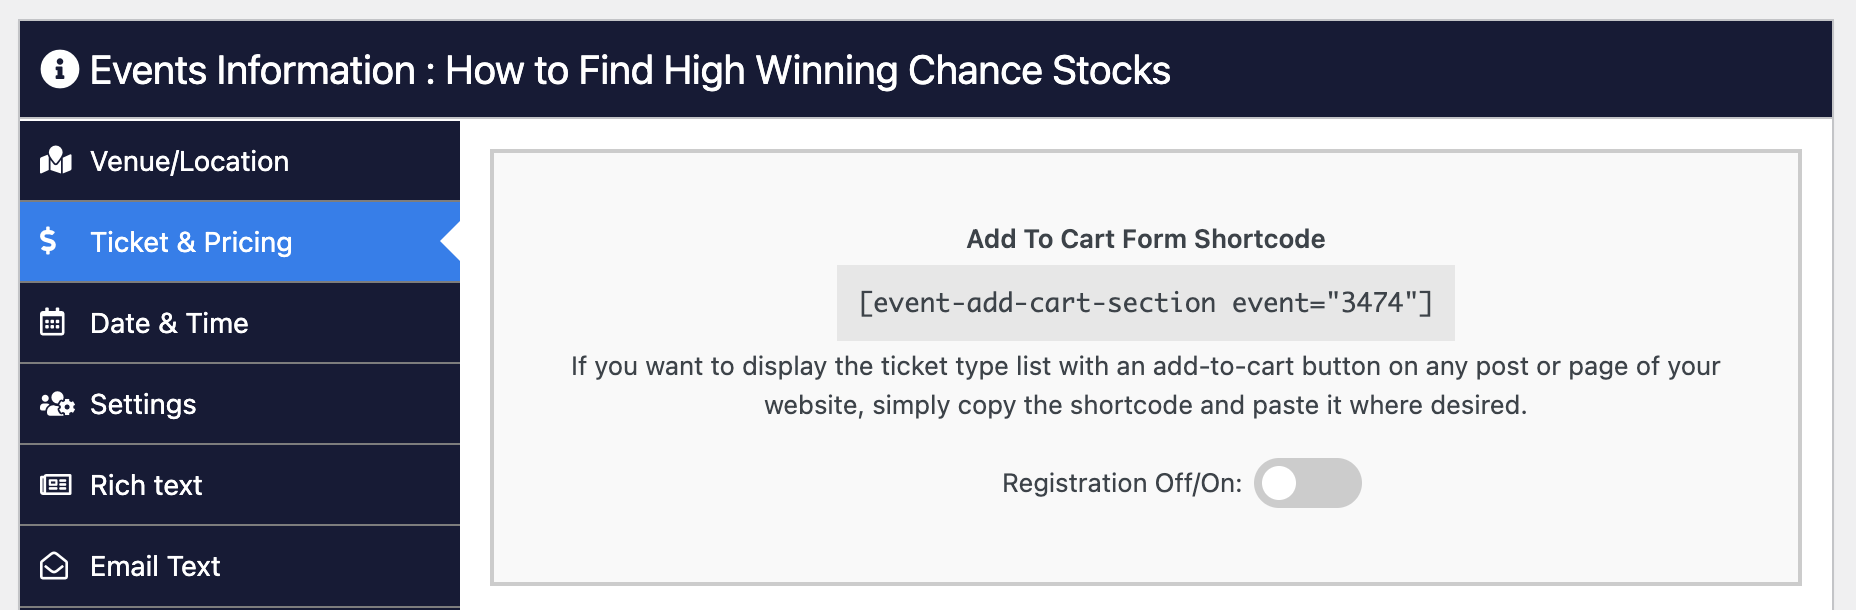 Events Information : How to Find High Winning Chance Stocks
Venue/Location
Ticket & Pricing
Date & Time
Settings
Rich text
Email Text
Add To Cart Form Shortcode
[event-add-cart-section event="3474"]
If you want to display the ticket type list with an add-to-cart button on any post or page of your
website, simply copy the shortcode and paste it where desired.
Registration Off/On: